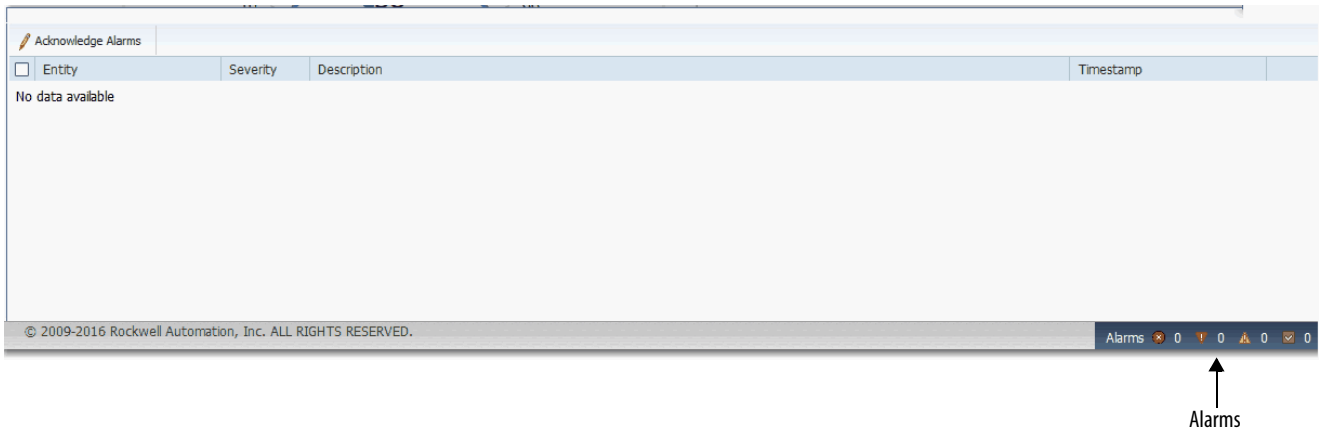 Acknowledge Alarms
Entity Severity Description Timestamp
No data available
© 2009-2016 Rockwell Automation, Inc. ALL RIGHTS RESERVED.
Alarms 0 0 0 0
Alarms